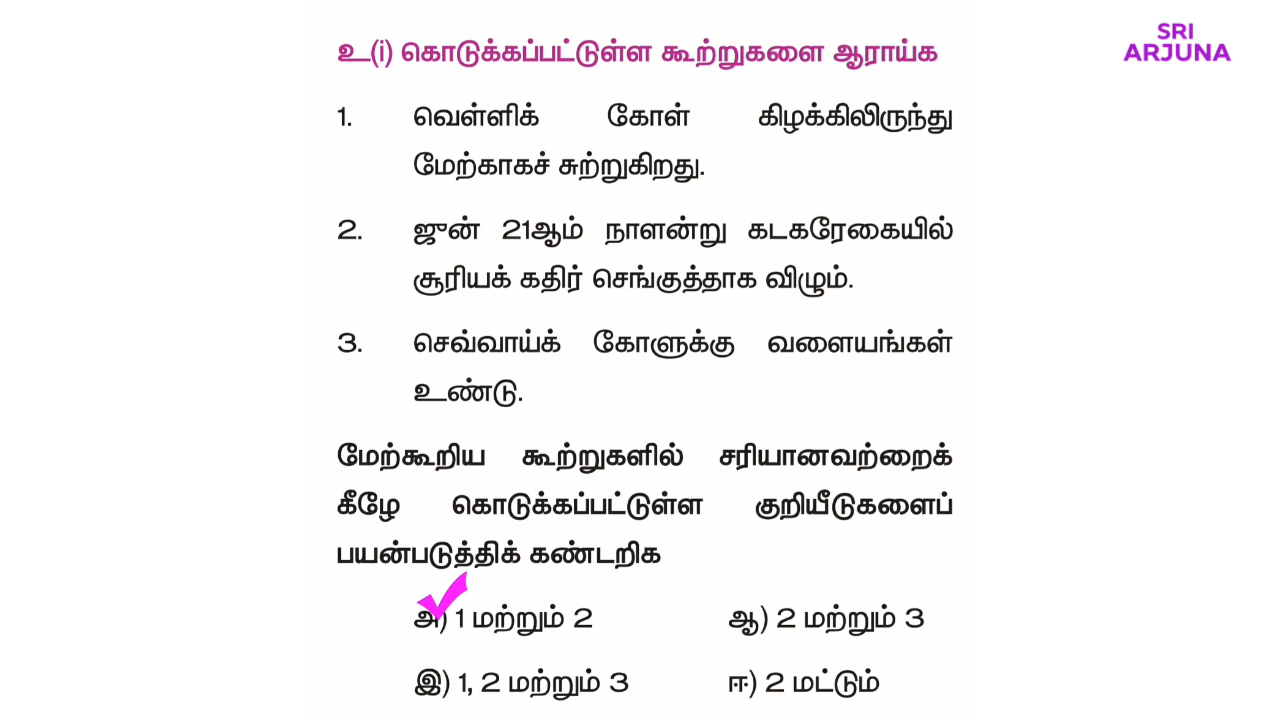 SRI
ARJUNA
உ(i) கொடுக்கப்பட்டுள்ள கூற்றுகளை ஆராய்க
1. வெள்ளிக் கோள் கிழக்கிலிருந்து
மேற்காகச் சுற்றுகிறது.
2. ஜுன் 21ஆம் நாளன்று கடகரேகையில்
சூரியக் கதிர் செங்குத்தாக விழும்.
3. செவ்வாய்க் கோளுக்கு வளையங்கள்
உண்டு.
மேற்கூறிய கூற்றுகளில் சரியானவற்றைக்
கீழே கொடுக்கப்பட்டுள்ள குறியீடுகளைப்
பயன்படுத்திக் கண்டறிக
அ) 1 மற்றும் 2 ஆ) 2 மற்றும் 3
இ) 1, 2 மற்றும் 3 ஈ) 2 மட்டும்